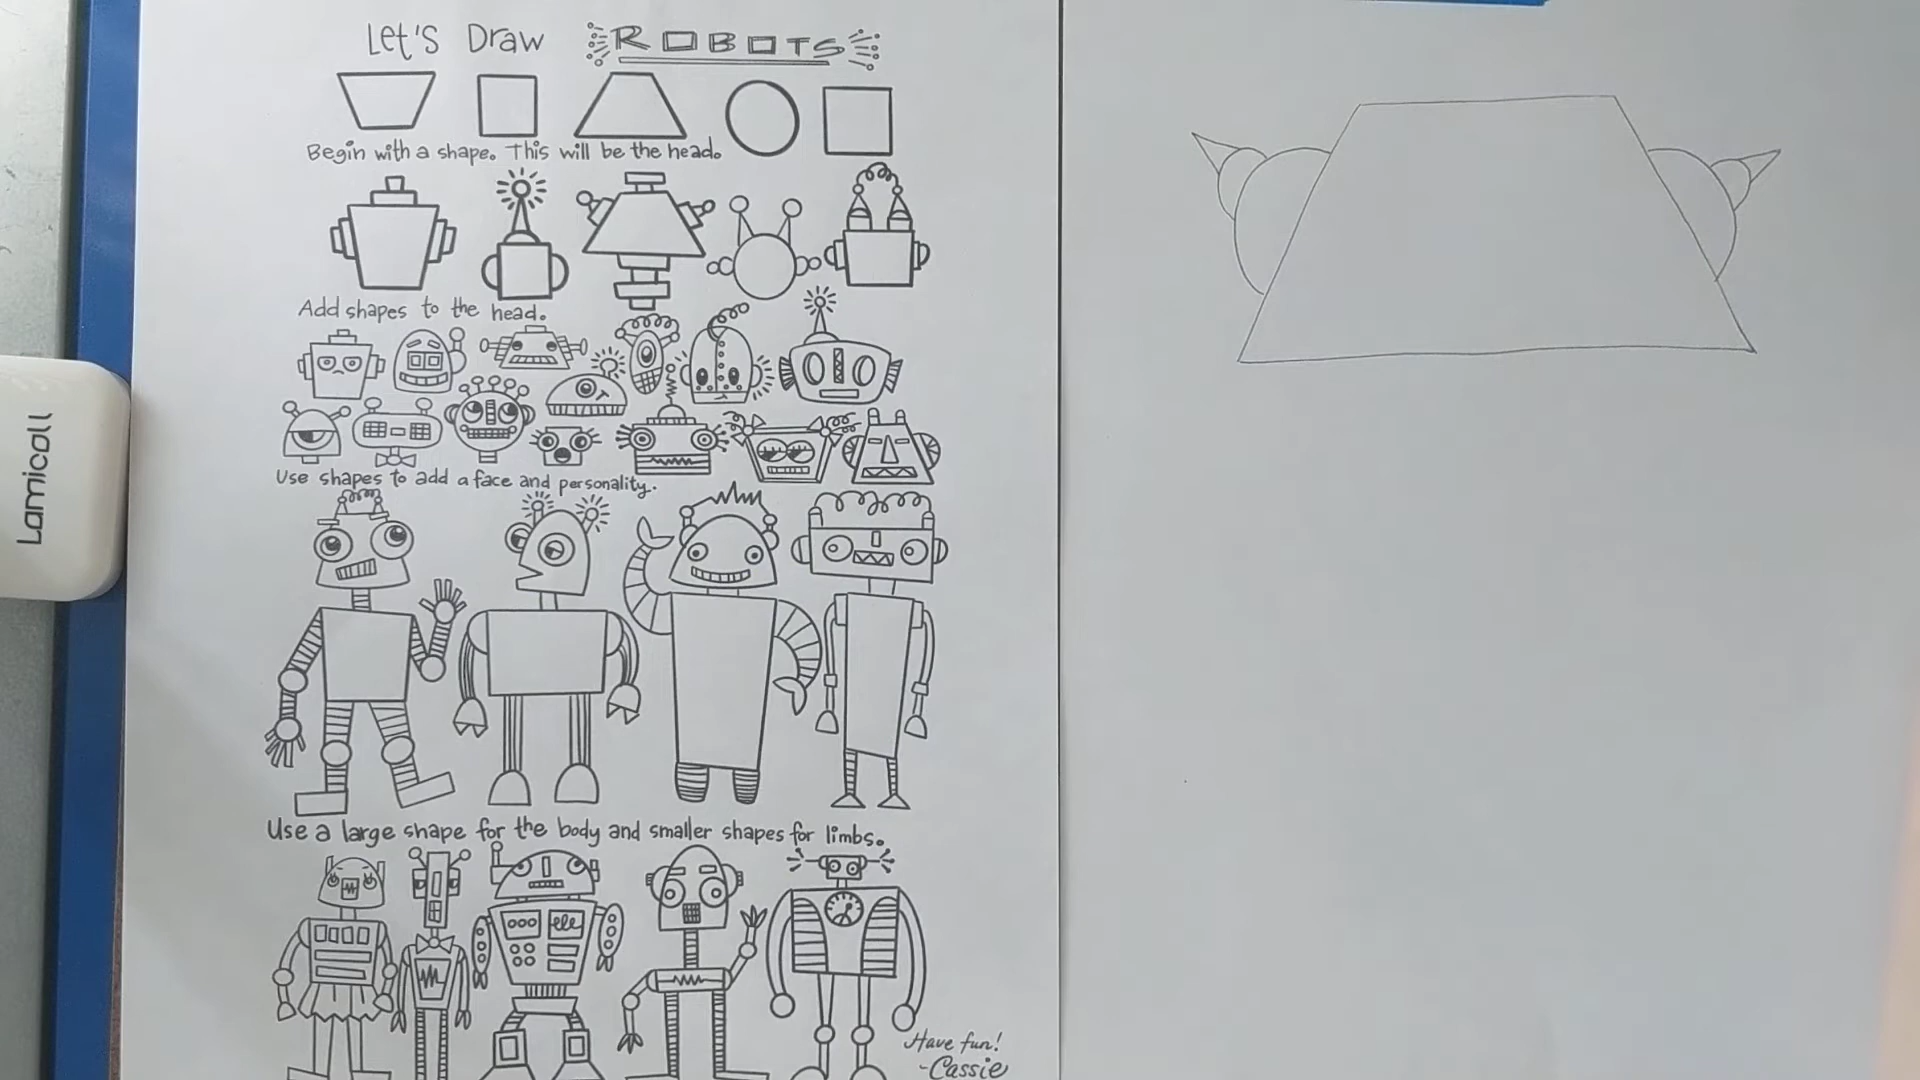 Let's Draw ROBOTS
Begin with a shape. This will be the head.
Add shapes to the head.
Use shapes to add a face and personality.
Use a large shape for the body and smaller shapes for limbs.
Have fun!
-Cassie
Lamicall